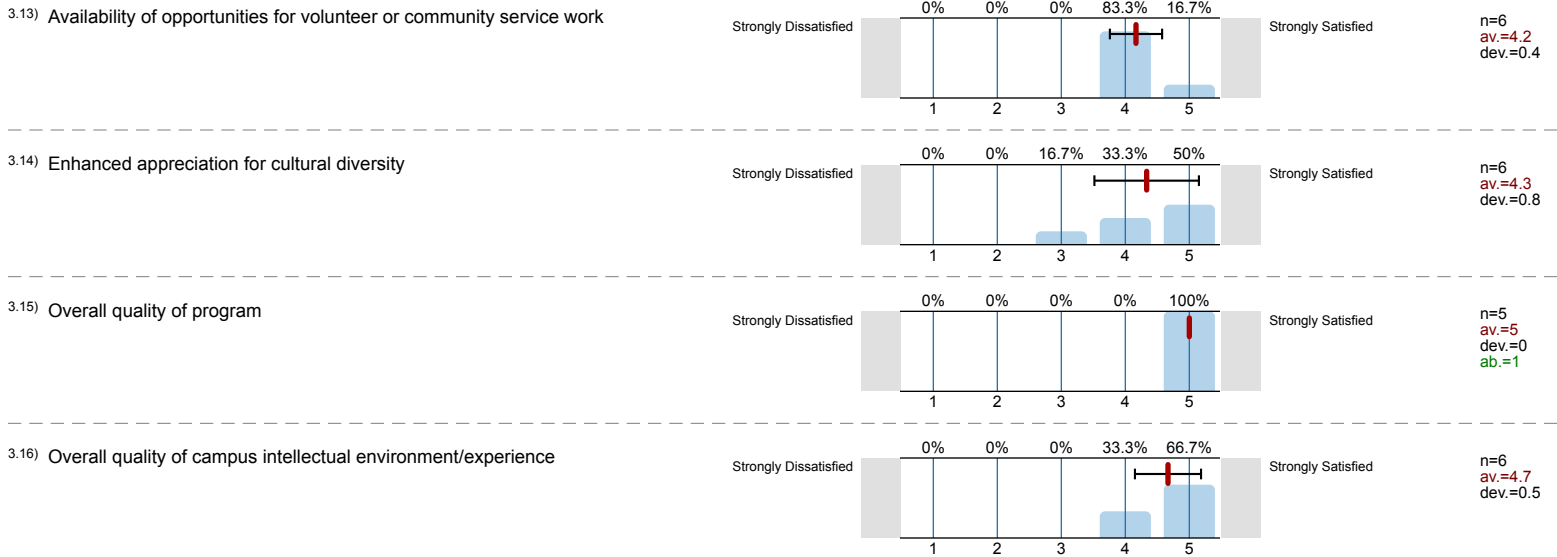 3.13) Availability of opportunities for volunteer or community service work
0% 0% 0% 83.3% 16.7%
Strongly Dissatisfied Strongly Satisfied
n=6
av.=4.2
dev.=0.4
1 2 3 4 5
3.14) Enhanced appreciation for cultural diversity
0% 0% 16.7% 33.3% 50%
Strongly Dissatisfied Strongly Satisfied
n=6
av.=4.3
dev.=0.8
1 2 3 4 5
3.15) Overall quality of program
0% 0% 0% 0% 100%
Strongly Dissatisfied Strongly Satisfied
n=5
av.=5
dev.=0
ab.=1
1 2 3 4 5
3.16) Overall quality of campus intellectual environment/experience
0% 0% 0% 33.3% 66.7%
Strongly Dissatisfied Strongly Satisfied
n=6
av.=4.7
dev.=0.5
1 2 3 4 5